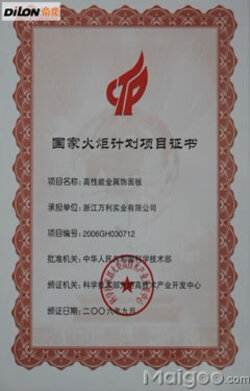 DiLON 帝龙
国家火炬计划项目证书
项目名称：高性能金属饰面板
承担单位：浙江万利实业有限公司
项目编号：2006GH030712
批准机关：中华人民共和国科学技术部
颁证机关：科学技术部火炬高技术产业开发中心
颁证日期：二〇〇六年九月
Maigoo.com